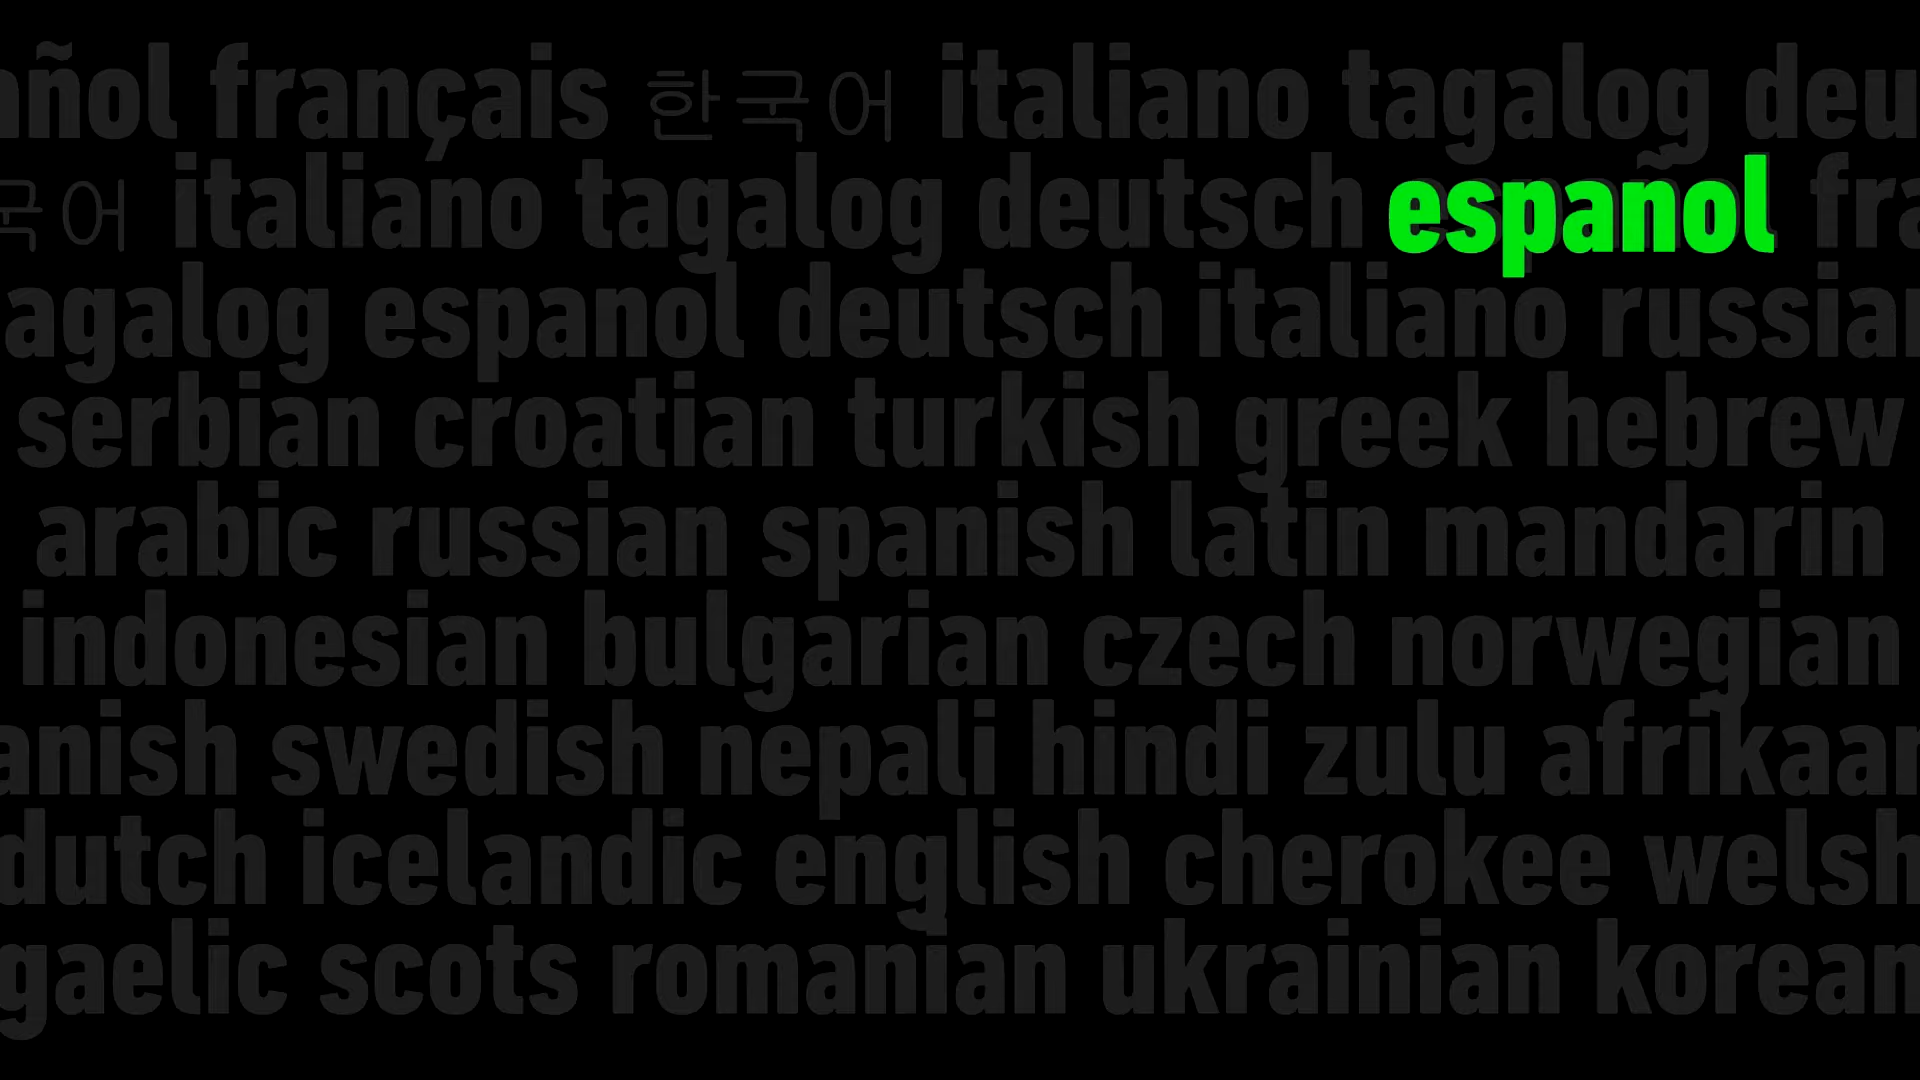 añol français 한국어 italiano tagalog deu
국어 italiano tagalog deutsch espanol fra
agalog espanol deutsch italiano russian
serbian croatian turkish greek hebrew
arabic russian spanish latin mandarin
indonesian bulgarian czech norwegian
anish swedish nepali hindi zulu afrikaan
dutch icelandic english cherokee welsh
gaelic scots romanian ukrainian korean